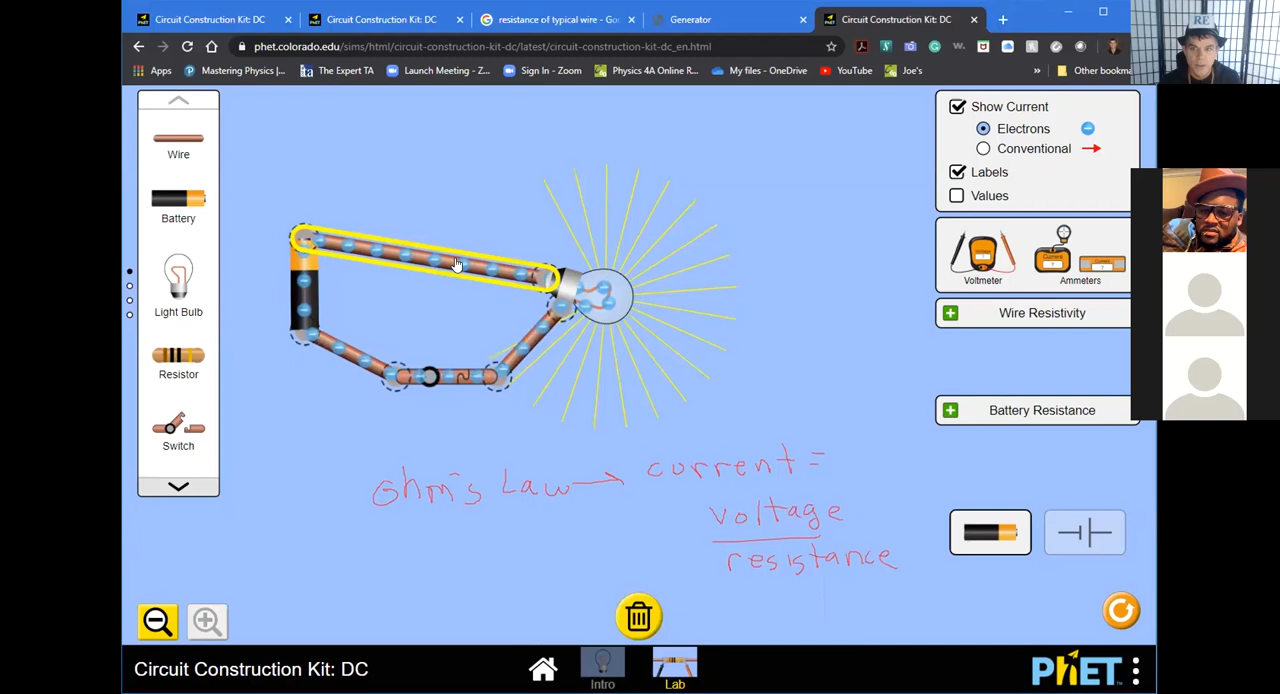 Circuit Construction Kit: DC
Circuit Construction Kit: DC
resistance of typical wire - Go
Generator
Circuit Construction Kit: DC
phet.colorado.edu/sims/html/circuit-construction-kit-dc/latest/circuit-construction-kit-dc_en.html
Apps
Mastering Physics |...
The Expert TA
Launch Meeting - Z...
Sign In - Zoom
Physics 4A Online R...
My files - OneDrive
YouTube
Joe's
»
Other bookma
RE
Wire
Battery
Light Bulb
Resistor
Switch
Show Current
Electrons
Conventional
Labels
Values
Voltmeter
Ammeters
Wire Resistivity
Battery Resistance
ohm's Law → current =
voltage
resistance
Circuit Construction Kit: DC
Intro
Lab
PhET